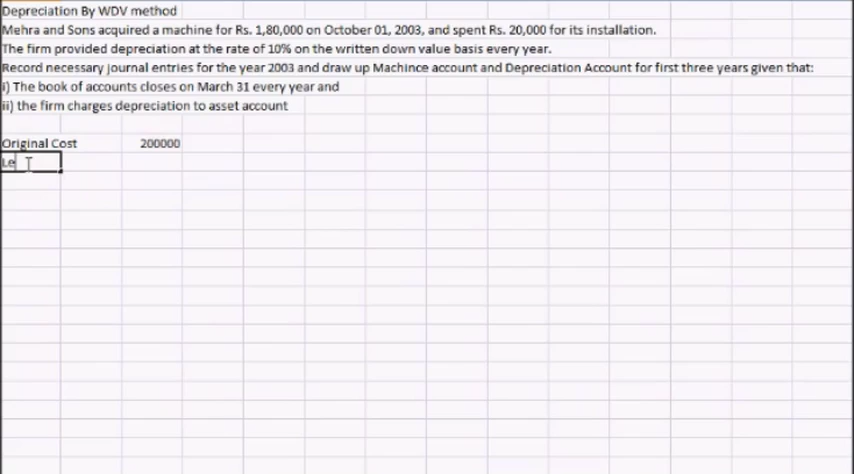 Depreciation By WDV method
Mehra and Sons acquired a machine for Rs. 1,80,000 on October 01, 2003, and spent Rs. 20,000 for its installation.
The firm provided depreciation at the rate of 10% on the written down value basis every year.
Record necessary journal entries for the year 2003 and draw up Machince account and Depreciation Account for first three years given that:
i) The book of accounts closes on March 31 every year and
ii) the firm charges depreciation to asset account
Original Cost 200000
Le